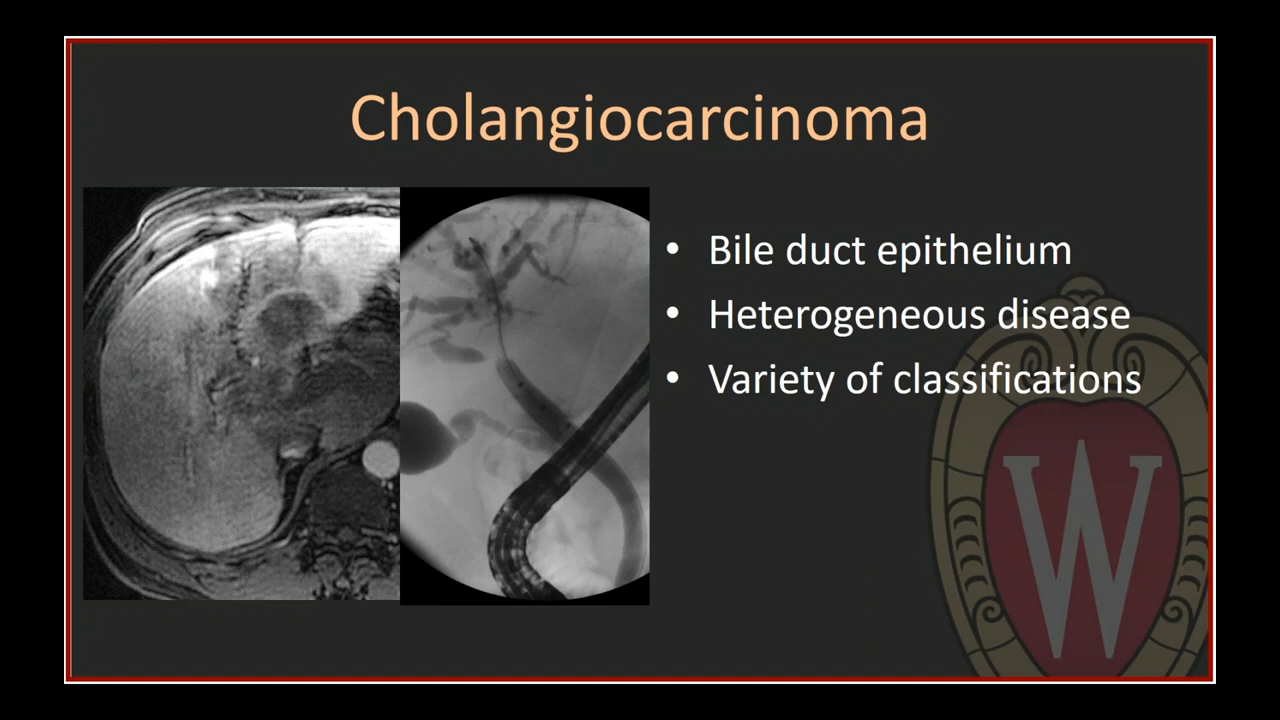 Cholangiocarcinoma
• Bile duct epithelium
• Heterogeneous disease
• Variety of classifications
W